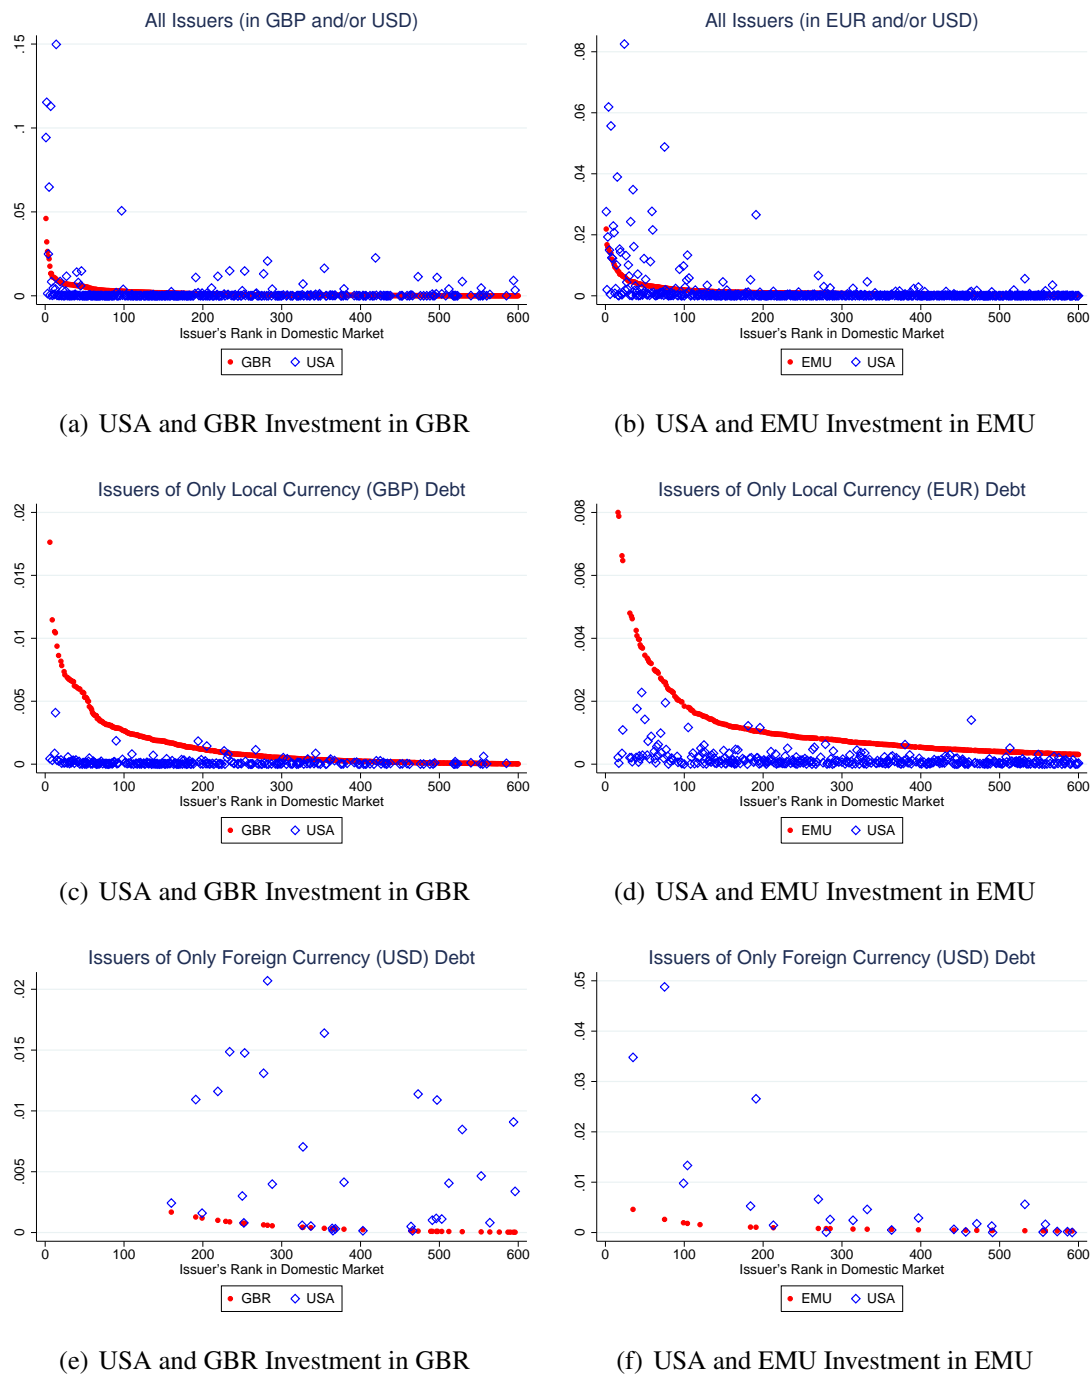 All Issuers (in GBP and/or USD)
.15
.1
.05
0
0 100 200 300 400 500 600
Issuer's Rank in Domestic Market
GBR USA
(a) USA and GBR Investment in GBR
All Issuers (in EUR and/or USD)
.08
.06
.04
.02
0
0 100 200 300 400 500 600
Issuer's Rank in Domestic Market
EMU USA
(b) USA and EMU Investment in EMU
Issuers of Only Local Currency (GBP) Debt
.02
.015
.01
.005
0
0 100 200 300 400 500 600
Issuer's Rank in Domestic Market
GBR USA
(c) USA and GBR Investment in GBR
Issuers of Only Local Currency (EUR) Debt
.008
.006
.004
.002
0
0 100 200 300 400 500 600
Issuer's Rank in Domestic Market
EMU USA
(d) USA and EMU Investment in EMU
Issuers of Only Foreign Currency (USD) Debt
.02
.015
.01
.005
0
0 100 200 300 400 500 600
Issuer's Rank in Domestic Market
GBR USA
(e) USA and GBR Investment in GBR
Issuers of Only Foreign Currency (USD) Debt
.05
.04
.03
.02
.01
0
0 100 200 300 400 500 600
Issuer's Rank in Domestic Market
EMU USA
(f) USA and EMU Investment in EMU